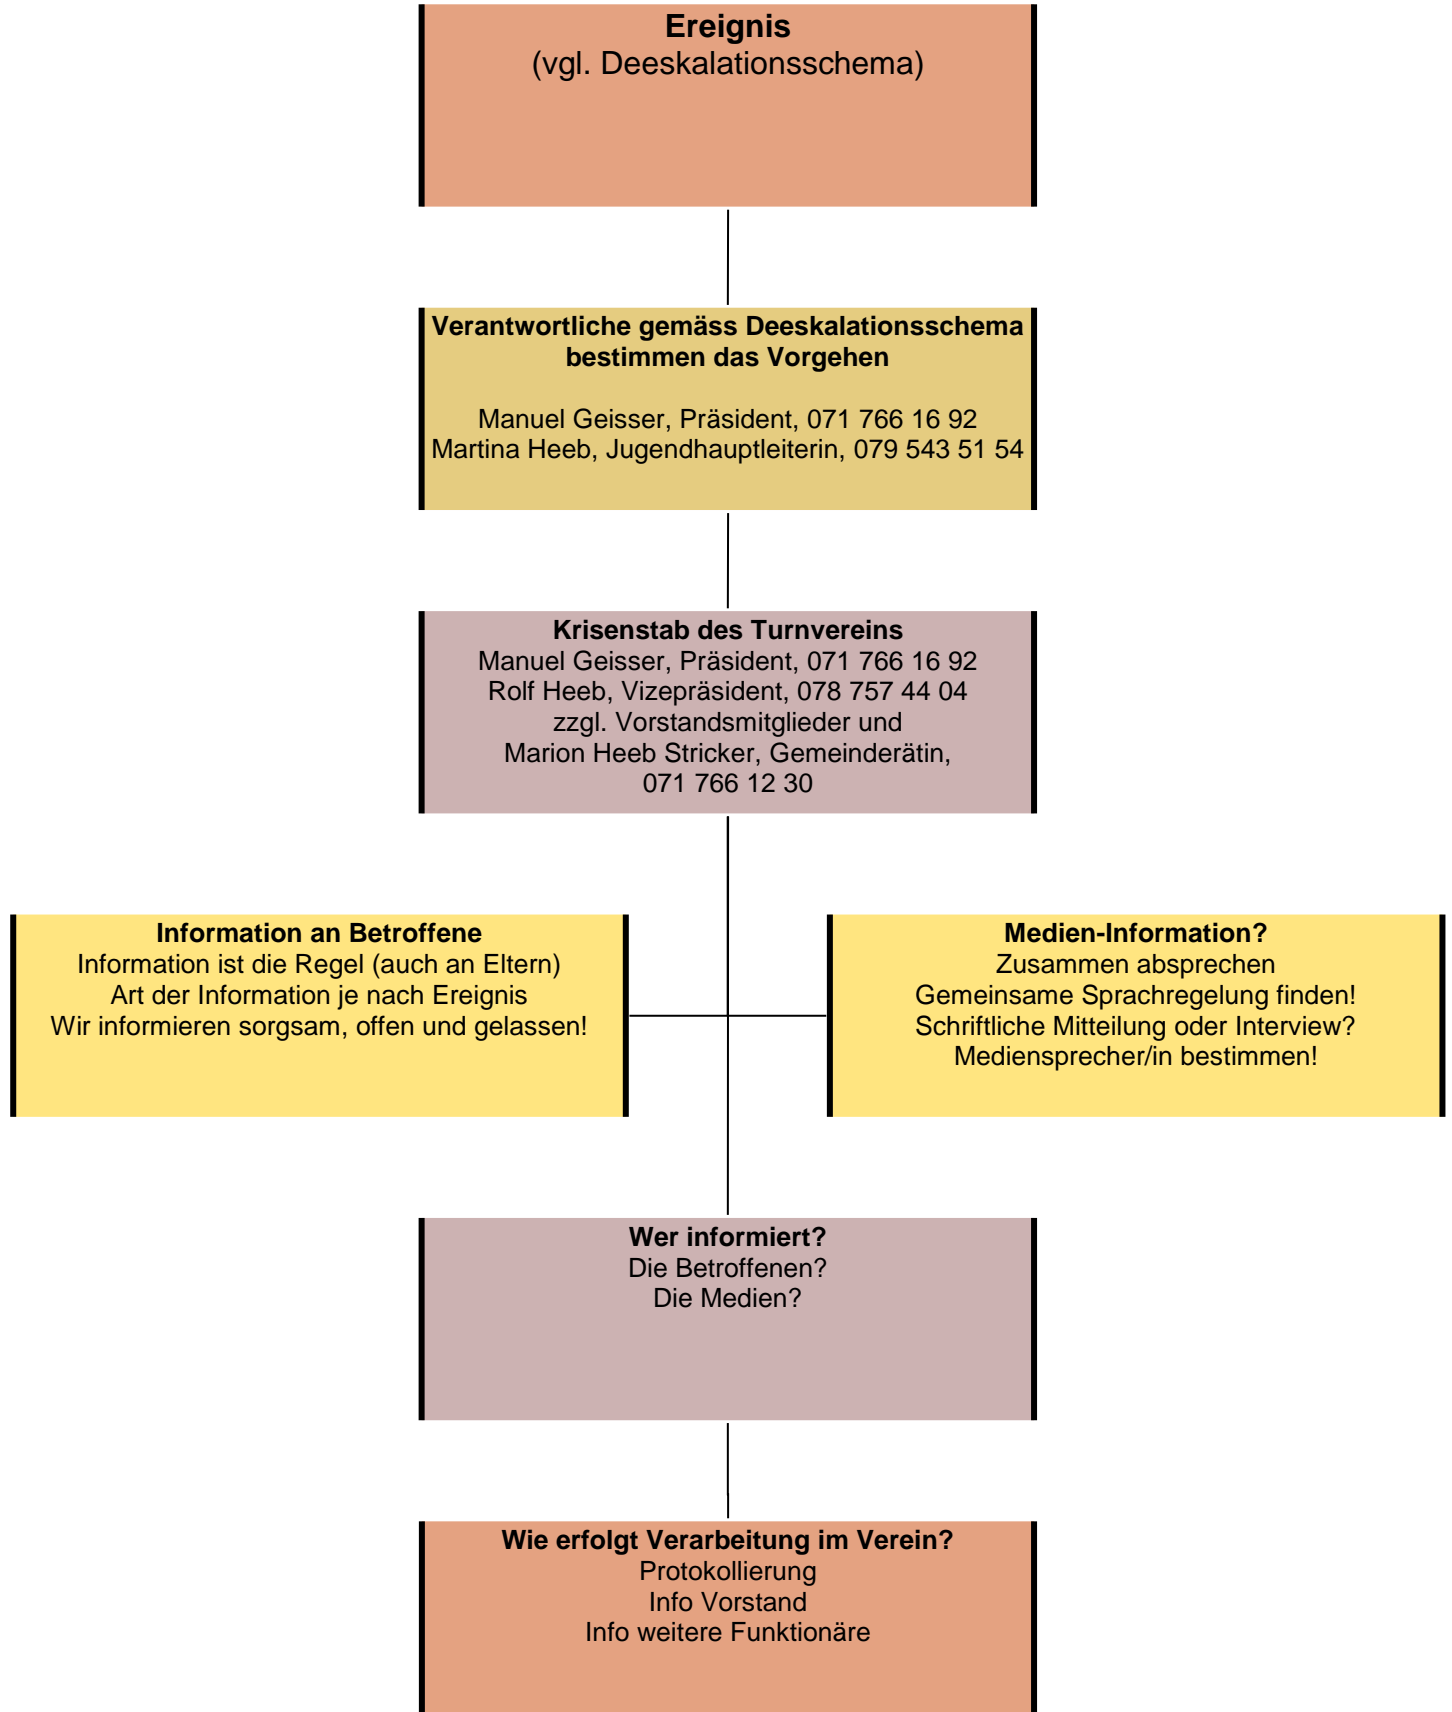 Ereignis
(vgl. Deeskalationsschema)
Verantwortliche gemäss Deeskalationsschema
bestimmen das Vorgehen
Manuel Geisser, Präsident, 071 766 16 92
Martina Heeb, Jugendhauptleiterin, 079 543 51 54
Krisenstab des Turnvereins
Manuel Geisser, Präsident, 071 766 16 92
Rolf Heeb, Vizepräsident, 078 757 44 04
zzgl. Vorstandsmitglieder und
Marion Heeb Stricker, Gemeinderätin,
071 766 12 30
Information an Betroffene
Information ist die Regel (auch an Eltern)
Art der Information je nach Ereignis
Wir informieren sorgsam, offen und gelassen!
Medien-Information?
Zusammen absprechen
Gemeinsame Sprachregelung finden!
Schriftliche Mitteilung oder Interview?
Mediensprecher/in bestimmen!
Wer informiert?
Die Betroffenen?
Die Medien?
Wie erfolgt Verarbeitung im Verein?
Protokollierung
Info Vorstand
Info weitere Funktionäre